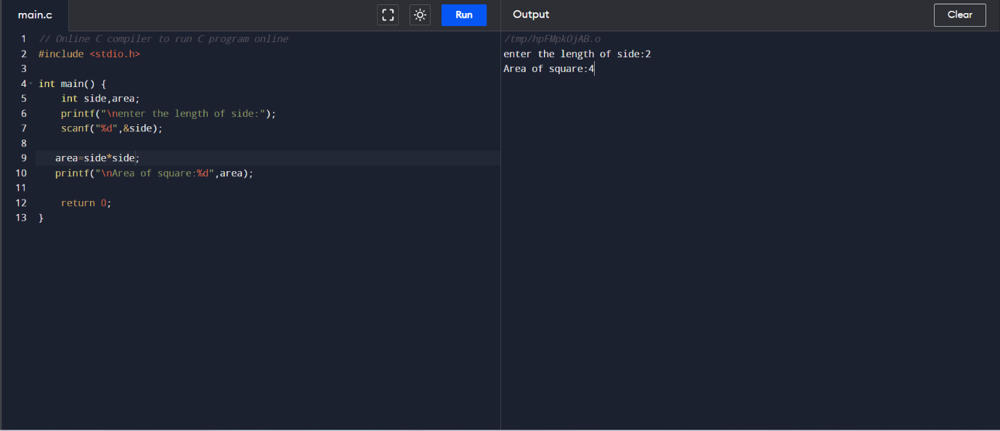 main.c
Run
Output
Clear
1 // Online C compiler to run C program online
2 #include <stdio.h>
3
4 int main() {
5     int side,area;
6     printf("\nenter the length of side:");
7     scanf("%d",&side);
8
9    area=side*side;
10    printf("\nArea of square:%d",area);
11
12     return 0;
13 }
/tmp/hpFMpkOjAB.o
enter the length of side:2
Area of square:4